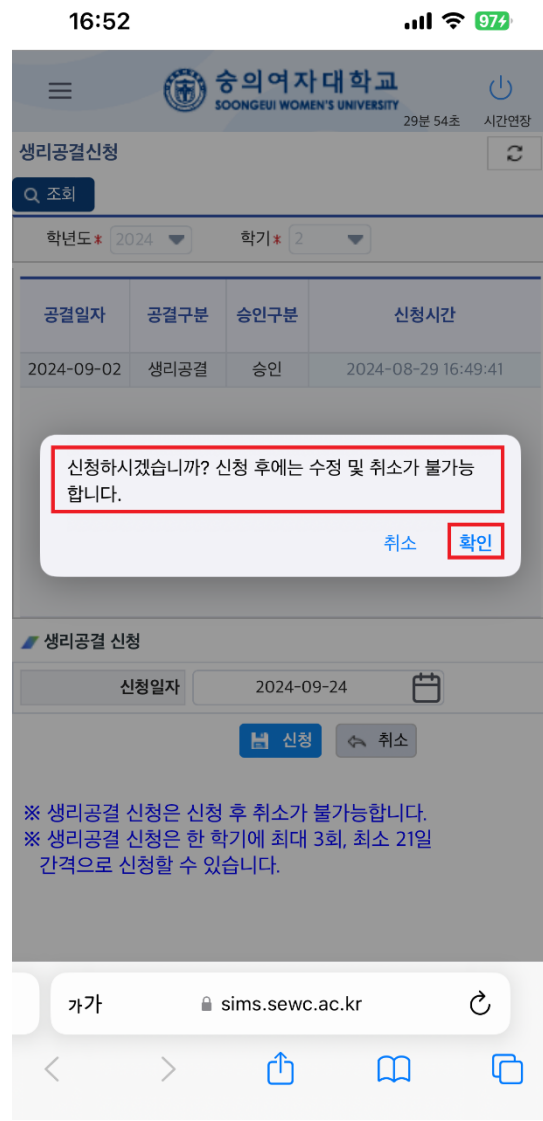 16:52
97
숭의여자대학교
SOONGEUI WOMEN'S UNIVERSITY
29분 54초 시간연장
생리공결신청
조회
학년도* 2024 학기* 2
공결일자 공결구분 승인구분 신청시간
2024-09-02 생리공결 승인 2024-08-29 16:49:41
신청하시겠습니까? 신청 후에는 수정 및 취소가 불가능
합니다.
취소 확인
생리공결 신청
신청일자 2024-09-24
신청 취소
※ 생리공결 신청은 신청 후 취소가 불가능합니다.
※ 생리공결 신청은 한 학기에 최대 3회, 최소 21일
간격으로 신청할 수 있습니다.
가가 sims.sewc.ac.kr